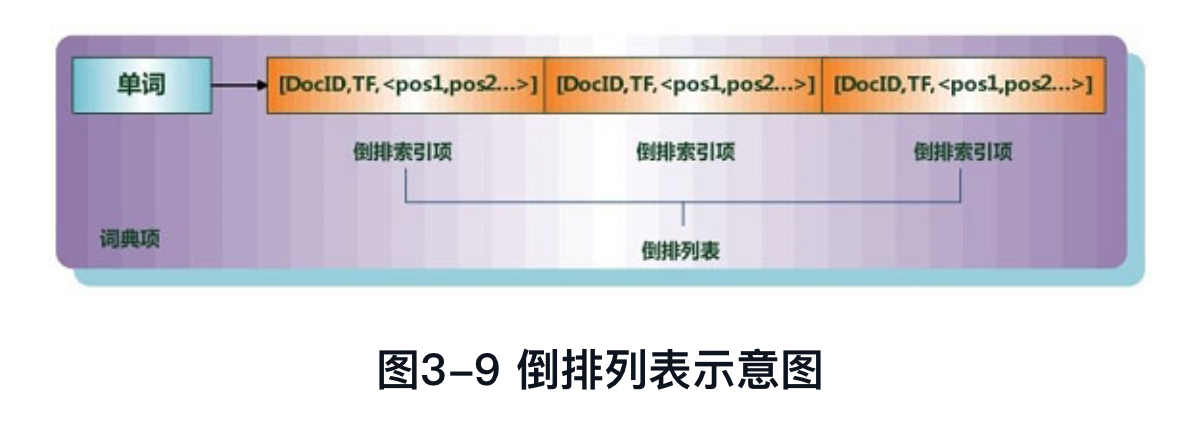 单词 [DocID,TF,<pos1,pos2...>] [DocID,TF,<pos1,pos2...>] [DocID,TF,<pos1,pos2...>]
倒排索引项 倒排索引项 倒排索引项
词典项
倒排列表
图3-9 倒排列表示意图